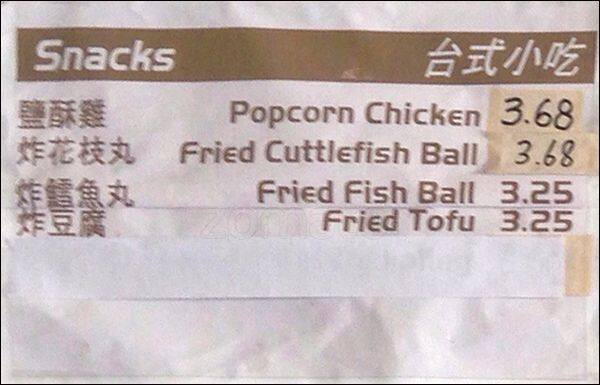 Snacks 台式小吃
鹽酥雞 Popcorn Chicken 3.68
炸花枝丸 Fried Cuttlefish Ball 3.68
炸鱈魚丸 Fried Fish Ball 3.25
炸豆腐 Fried Tofu 3.25